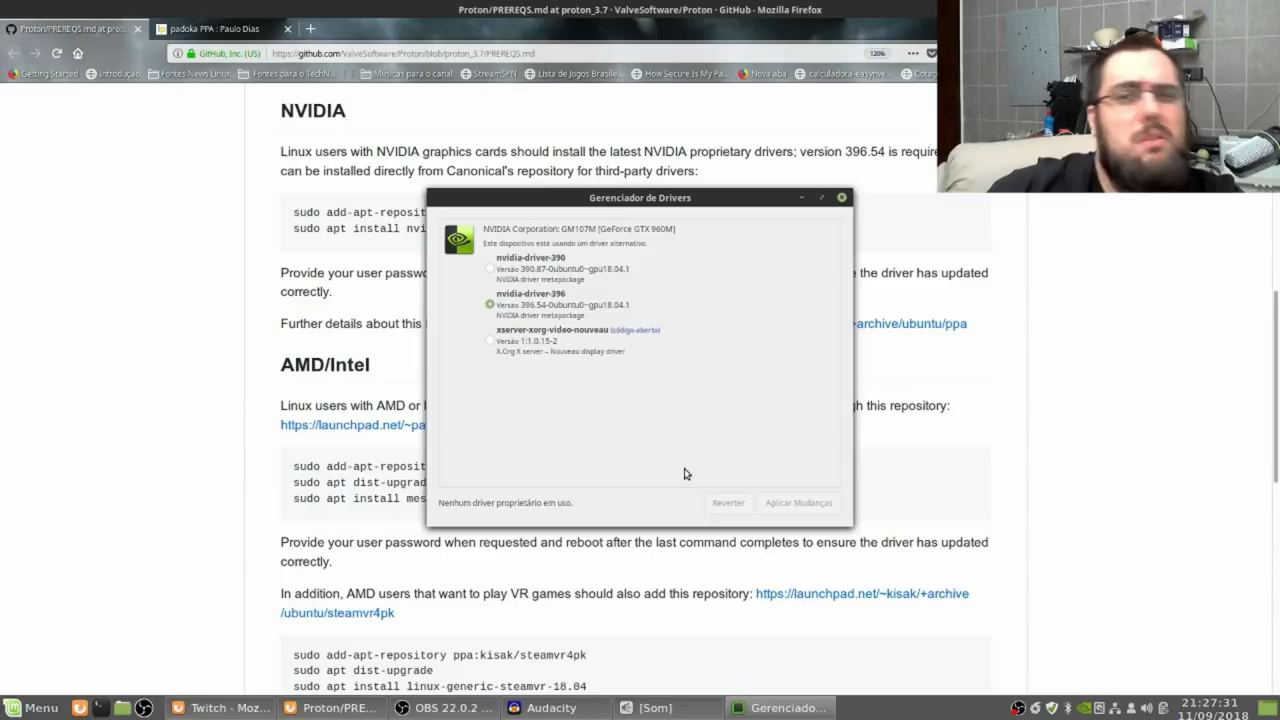 Proton/PREREQS.md at proton_3.7 · ValveSoftware/Proton · GitHub - Mozilla Firefox
Proton/PREREQS.md at proto
padoka PPA : Paulo Dias
GitHub, Inc. (US)
https://github.com/ValveSoftware/Proton/blob/proton_3.7/PREREQS.md
120%
Getting Started
Introdução
Fontes News Linux
Fontes para o TechN...
Musicas para o canal
StreamSPN
Lista de Jogos Brasile...
How Secure Is My Pa...
Nova aba
calculadora-easynve...
Cotaç
NVIDIA
Linux users with NVIDIA graphics cards should install the latest NVIDIA proprietary drivers; version 396.54 is require
can be installed directly from Canonical's repository for third-party drivers:
sudo add-apt-reposit
sudo apt install nvi
Provide your user passwo
e the driver has updated
correctly.
Further details about this
archive/ubuntu/ppa
AMD/Intel
Linux users with AMD or
gh this repository:
https://launchpad.net/~pa
sudo add-apt-reposit
sudo apt dist-upgrad
sudo apt install mes
Gerenciador de Drivers
NVIDIA Corporation: GM107M [GeForce GTX 960M]
Este dispositivo está usando um driver alternativo.
nvidia-driver-390
Versão 390.87-0ubuntu0~gpu18.04.1
NVIDIA driver metapackage
nvidia-driver-396
Versão 396.54-0ubuntu0~gpu18.04.1
NVIDIA driver metapackage
xserver-xorg-video-nouveau (código-aberto)
Versão 1:1.0.15-2
X.Org X server -- Nouveau display driver
Nenhum driver proprietário em uso.
Reverter
Aplicar Mudanças
Provide your user password when requested and reboot after the last command completes to ensure the driver has updated
correctly.
In addition, AMD users that want to play VR games should also add this repository: https://launchpad.net/~kisak/+archive
/ubuntu/steamvr4pk
sudo add-apt-repository ppa:kisak/steamvr4pk
sudo apt dist-upgrade
sudo apt install linux-generic-steamvr-18.04
Menu
Twitch - Moz...
Proton/PRE...
OBS 22.0.2 ...
Audacity
[Som]
Gerenciado...
21:27:31
11/09/2018